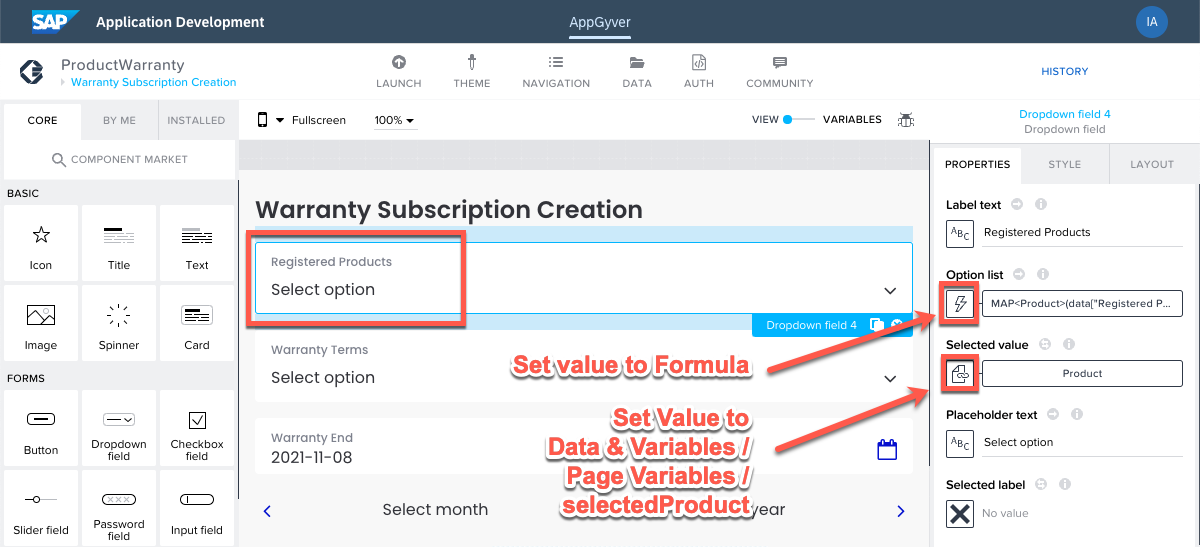 SAP Application Development
AppGyver
IA
ProductWarranty
Warranty Subscription Creation
LAUNCH
THEME
NAVIGATION
DATA
AUTH
COMMUNITY
HISTORY
CORE
BY ME
INSTALLED
Fullscreen
100%
VIEW
VARIABLES
Dropdown field 4
Dropdown field
COMPONENT MARKET
PROPERTIES
STYLE
LAYOUT
BASIC
Icon
Title
Text
Image
Spinner
Card
FORMS
Button
Dropdown
field
Checkbox
field
Slider field
Password
field
Input field
Warranty Subscription Creation
Registered Products
Select option
Dropdown field 4
Warranty Terms
Select option
Warranty End
2021-11-08
Select month
year
Set value to Formula
Set Value to
Data & Variables /
Page Variables /
selectedProduct
Label text
ABC
Registered Products
Option list
MAP<Product>(data["Registered P...
Selected value
Product
Placeholder text
ABC
Select option
Selected label
No value